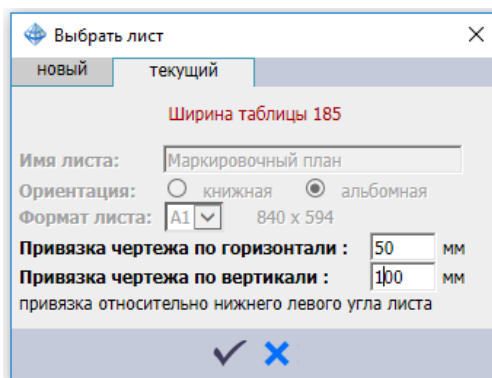 Выбрать лист
новый текущий
Ширина таблицы 185
Имя листа: Маркировочный план
Ориентация: книжная альбомная
Формат листа: A1 840 x 594
Привязка чертежа по горизонтали : 50 мм
Привязка чертежа по вертикали : 100 мм
привязка относительно нижнего левого угла листа